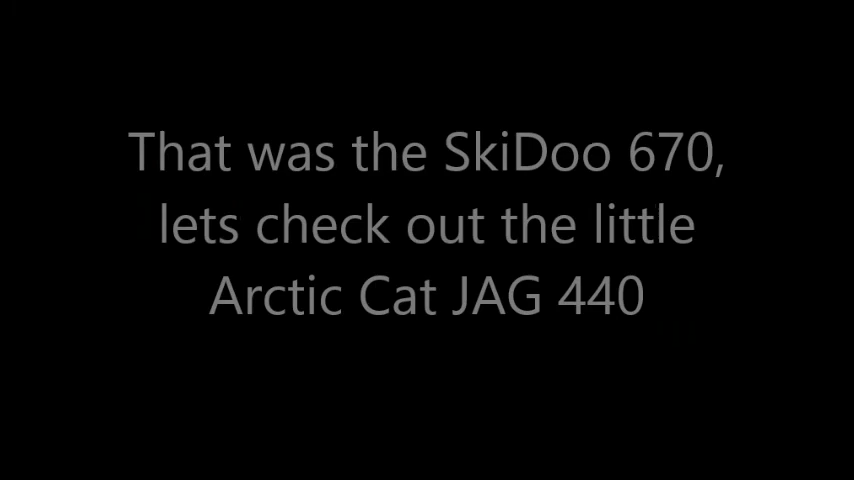 That was the SkiDoo 670,
lets check out the little
Arctic Cat JAG 440